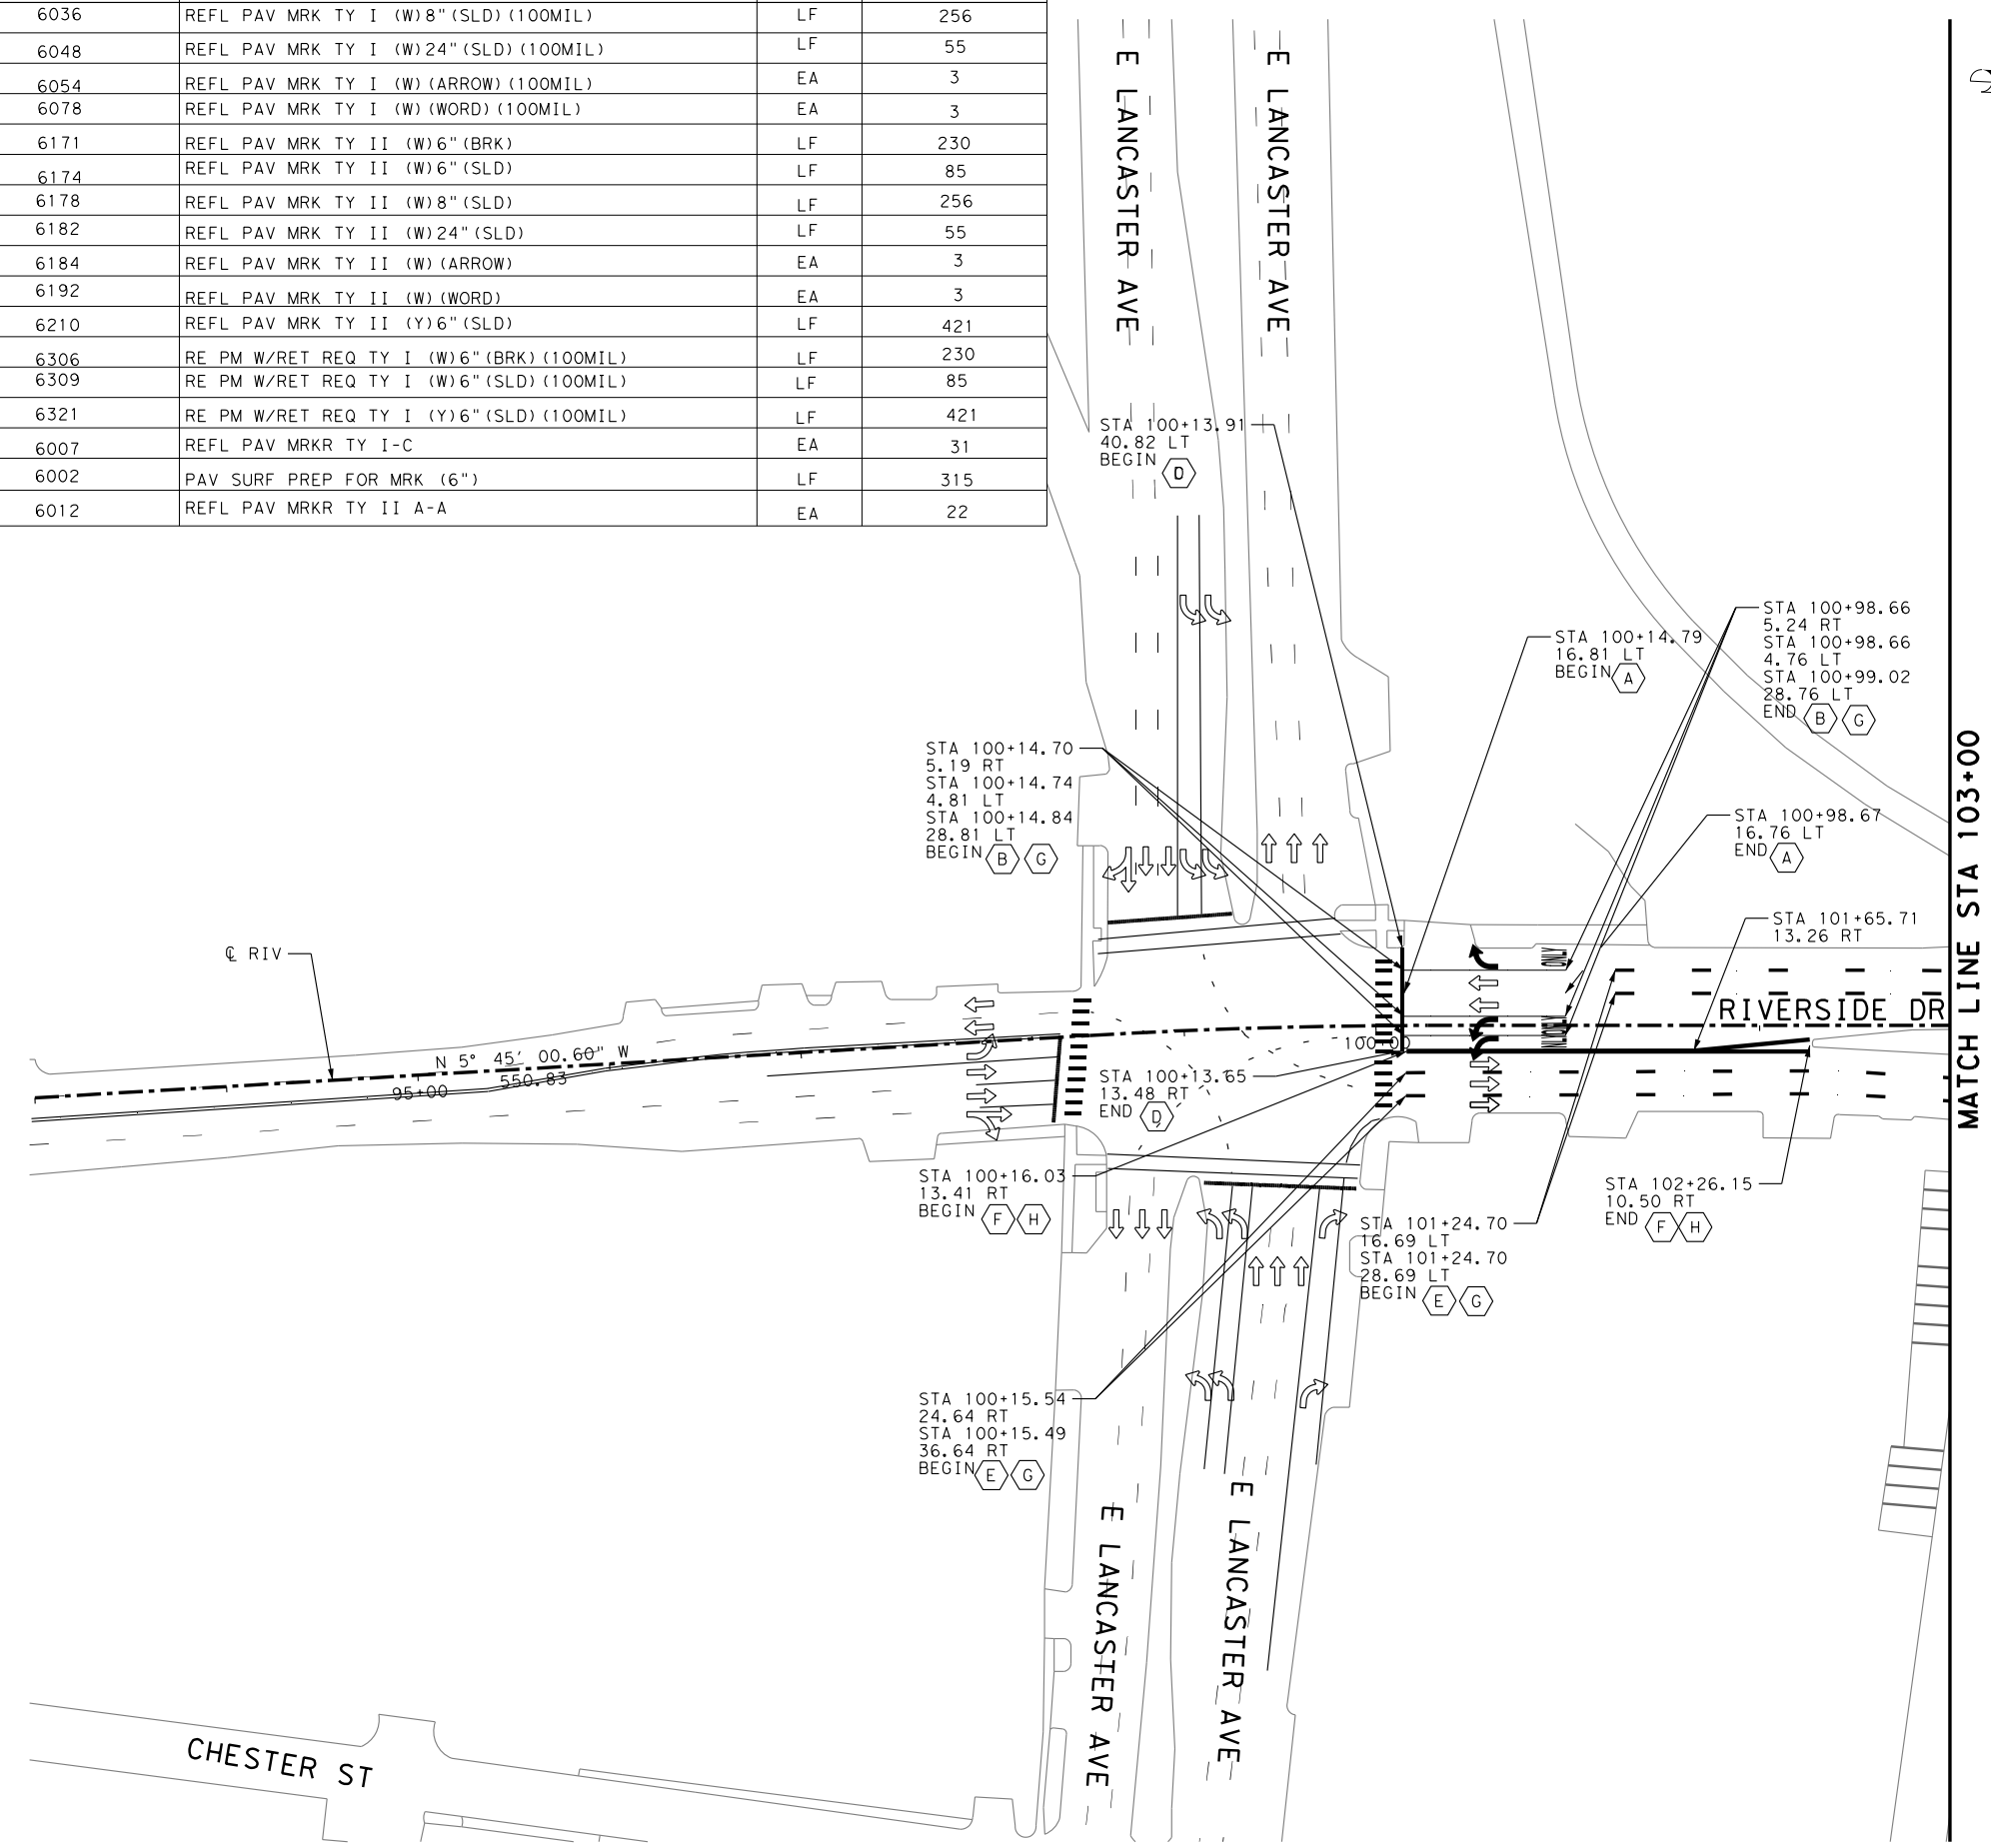 6036 REFL PAV MRK TY I (W)8"(SLD)(100MIL) LF 256
6048 REFL PAV MRK TY I (W)24"(SLD)(100MIL) LF 55
6054 REFL PAV MRK TY I (W)(ARROW)(100MIL) EA 3
6078 REFL PAV MRK TY I (W)(WORD)(100MIL) EA 3
6171 REFL PAV MRK TY II (W)6"(BRK) LF 230
6174 REFL PAV MRK TY II (W)6"(SLD) LF 85
6178 REFL PAV MRK TY II (W)8"(SLD) LF 256
6182 REFL PAV MRK TY II (W)24"(SLD) LF 55
6184 REFL PAV MRK TY II (W)(ARROW) EA 3
6192 REFL PAV MRK TY II (W)(WORD) EA 3
6210 REFL PAV MRK TY II (Y)6"(SLD) LF 421
6306 RE PM W/RET REQ TY I (W)6"(BRK)(100MIL) LF 230
6309 RE PM W/RET REQ TY I (W)6"(SLD)(100MIL) LF 85
6321 RE PM W/RET REQ TY I (Y)6"(SLD)(100MIL) LF 421
6007 REFL PAV MRKR TY I-C EA 31
6002 PAV SURF PREP FOR MRK (6") LF 315
6012 REFL PAV MRKR TY II A-A EA 22
E LANCASTER AVE
E LANCASTER AVE
STA 100+13.91
40.82 LT
BEGIN D
STA 100+14.79
16.81 LT
BEGIN A
STA 100+98.66
5.24 RT
STA 100+98.66
4.76 LT
STA 100+99.02
28.76 LT
END B G
STA 100+14.70
5.19 RT
STA 100+14.74
4.81 LT
STA 100+14.84
28.81 LT
BEGIN B G
STA 100+98.67
16.76 LT
END A
STA 101+65.71
13.26 RT
MATCH LINE STA 103+00
℄ RIV
ONLY
ONLY
RIVERSIDE DR
N 5° 45' 00.60" W
550.83
95+00
100+00
STA 100+13.65
13.48 RT
END D
STA 100+16.03
13.41 RT
BEGIN F H
STA 102+26.15
10.50 RT
END F H
STA 101+24.70
16.69 LT
STA 101+24.70
28.69 LT
BEGIN E G
STA 100+15.54
24.64 RT
STA 100+15.49
36.64 RT
BEGIN E G
E LANCASTER AVE
E LANCASTER AVE
CHESTER ST